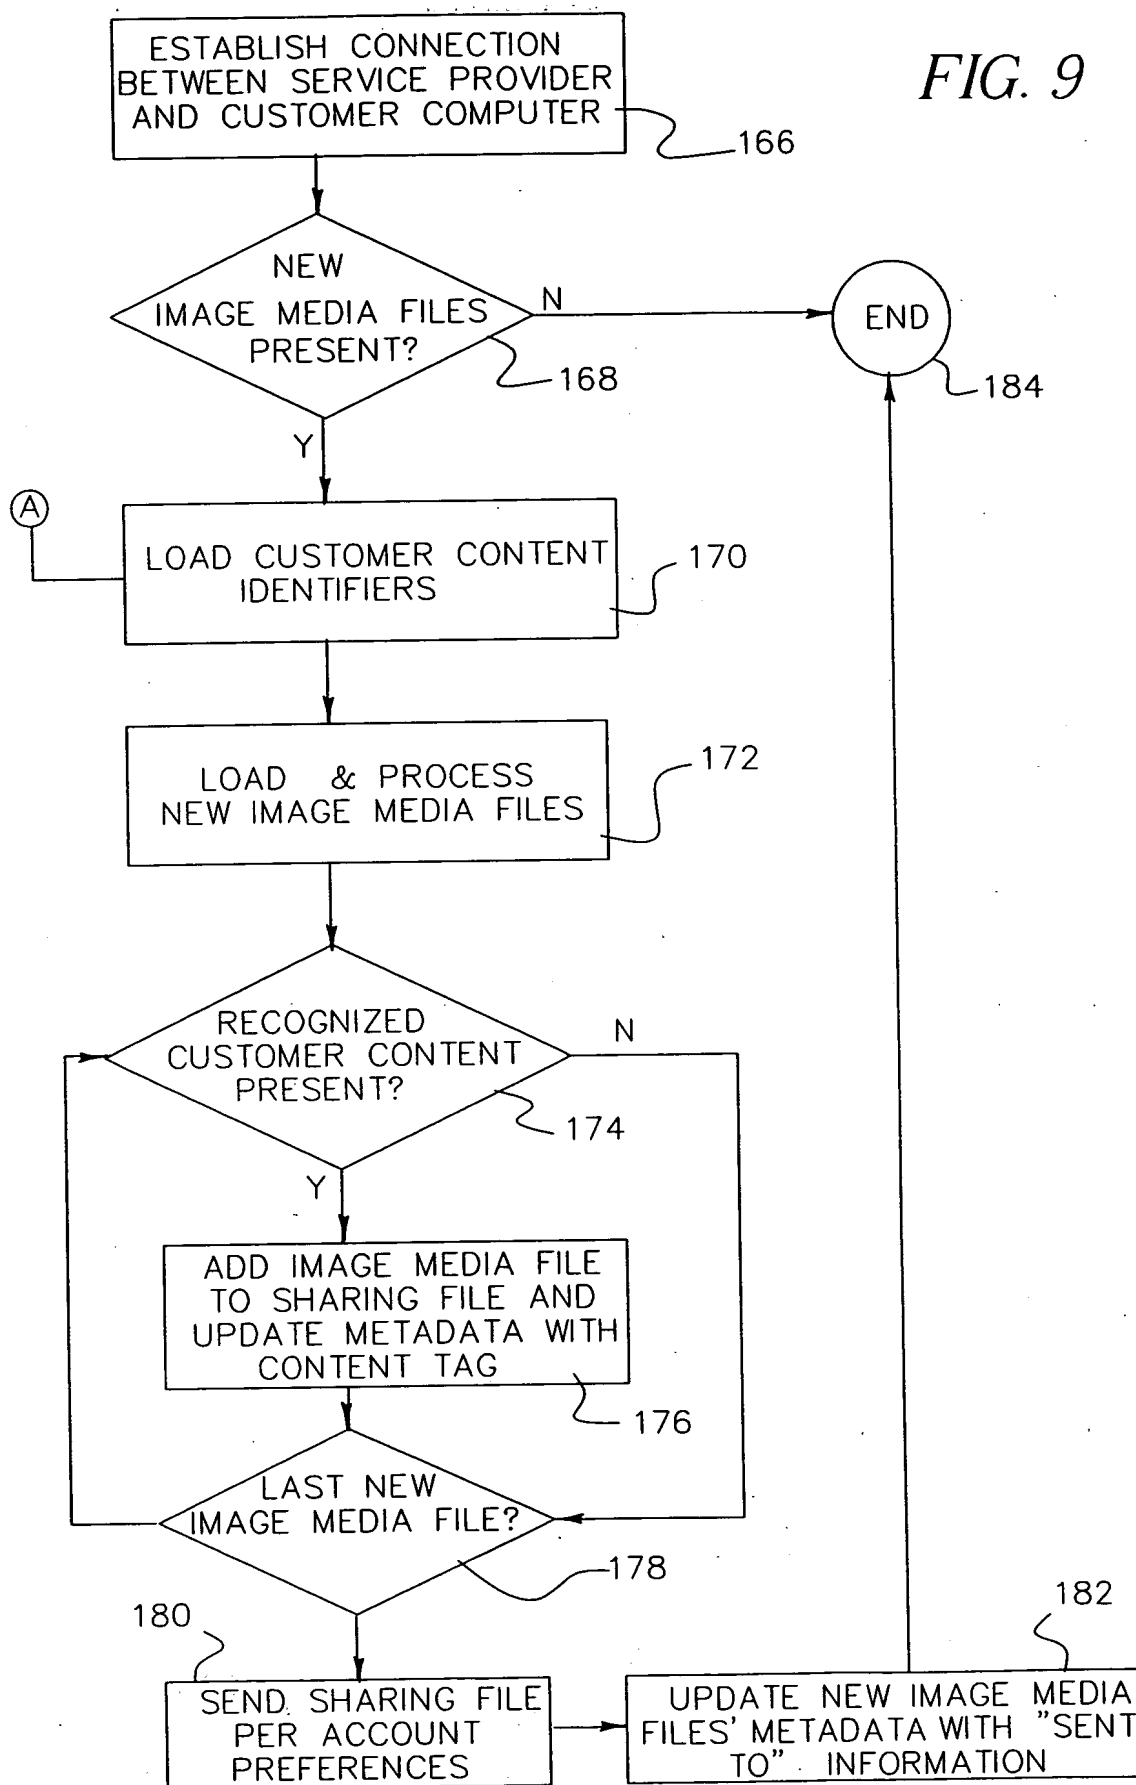 FIG. 9
ESTABLISH CONNECTION
BETWEEN SERVICE PROVIDER
AND CUSTOMER COMPUTER
166
NEW
IMAGE MEDIA FILES
PRESENT?
168
N
END
184
Y
A
LOAD CUSTOMER CONTENT
IDENTIFIERS
170
LOAD & PROCESS
NEW IMAGE MEDIA FILES
172
RECOGNIZED
CUSTOMER CONTENT
PRESENT?
174
N
Y
ADD IMAGE MEDIA FILE
TO SHARING FILE AND
UPDATE METADATA WITH
CONTENT TAG
176
LAST NEW
IMAGE MEDIA FILE?
178
180
SEND SHARING FILE
PER ACCOUNT
PREFERENCES
182
UPDATE NEW IMAGE MEDIA
FILES' METADATA WITH "SENT
TO" INFORMATION